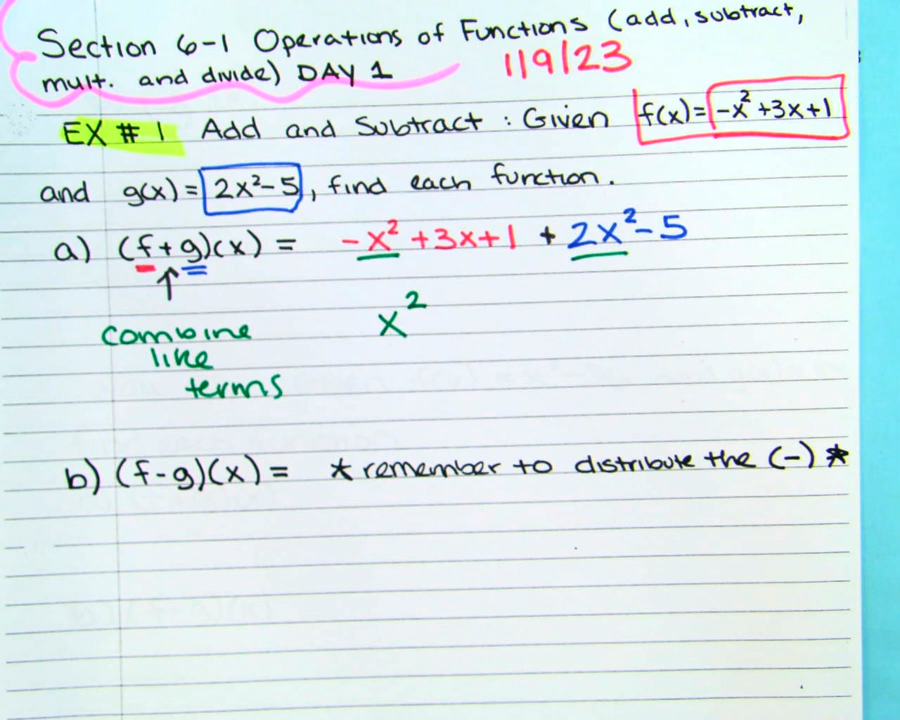 Section 6-1 Operations of Functions (add, subtract,
mult. and divide) DAY 1 1/9/23
EX # 1 Add and Subtract : Given f(x)= -x²+3x+1
and g(x)= 2x²-5, find each function.
a) (f+g)(x) = -x²+3x+1 + 2x²-5
↑
x²
combine
like
terms
b) (f-g)(x) = * remember to distribute the (-) *